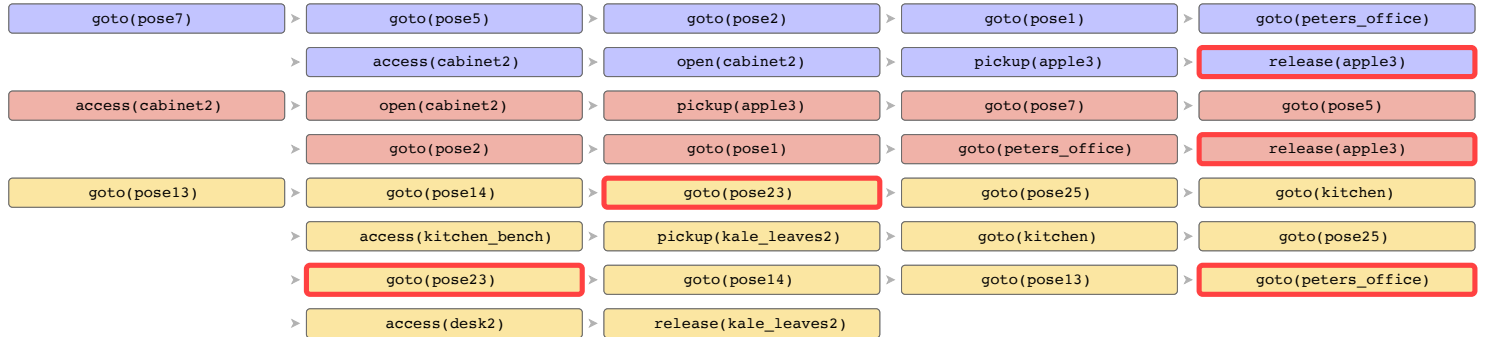 goto(pose7) goto(pose5) goto(pose2) goto(pose1) goto(peters_office)
access(cabinet2) open(cabinet2) pickup(apple3) release(apple3)
access(cabinet2) open(cabinet2) pickup(apple3) goto(pose7) goto(pose5)
goto(pose2) goto(pose1) goto(peters_office) release(apple3)
goto(pose13) goto(pose14) goto(pose23) goto(pose25) goto(kitchen)
access(kitchen_bench) pickup(kale_leaves2) goto(kitchen) goto(pose25)
goto(pose23) goto(pose14) goto(pose13) goto(peters_office)
access(desk2) release(kale_leaves2)